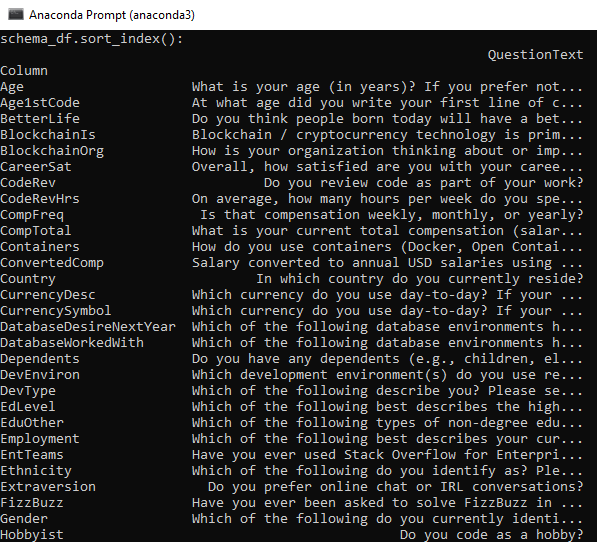 Anaconda Prompt (anaconda3)
schema_df.sort_index():
QuestionText
Column
Age What is your age (in years)? If you prefer not...
Age1stCode At what age did you write your first line of c...
BetterLife Do you think people born today will have a bet...
BlockchainIs Blockchain / cryptocurrency technology is prim...
BlockchainOrg How is your organization thinking about or imp...
CareerSat Overall, how satisfied are you with your caree...
CodeRev Do you review code as part of your work?
CodeRevHrs On average, how many hours per week do you spe...
CompFreq Is that compensation weekly, monthly, or yearly?
CompTotal What is your current total compensation (salar...
Containers How do you use containers (Docker, Open Contai...
ConvertedComp Salary converted to annual USD salaries using ...
Country In which country do you currently reside?
CurrencyDesc Which currency do you use day-to-day? If your ...
CurrencySymbol Which currency do you use day-to-day? If your ...
DatabaseDesireNextYear Which of the following database environments h...
DatabaseWorkedWith Which of the following database environments h...
Dependents Do you have any dependents (e.g., children, el...
DevEnviron Which development environment(s) do you use re...
DevType Which of the following describe you? Please se...
EdLevel Which of the following best describes the high...
EduOther Which of the following types of non-degree edu...
Employment Which of the following best describes your cur...
EntTeams Have you ever used Stack Overflow for Enterpri...
Ethnicity Which of the following do you identify as? Ple...
Extraversion Do you prefer online chat or IRL conversations?
FizzBuzz Have you ever been asked to solve FizzBuzz in ...
Gender Which of the following do you currently identi...
Hobbyist Do you code as a hobby?